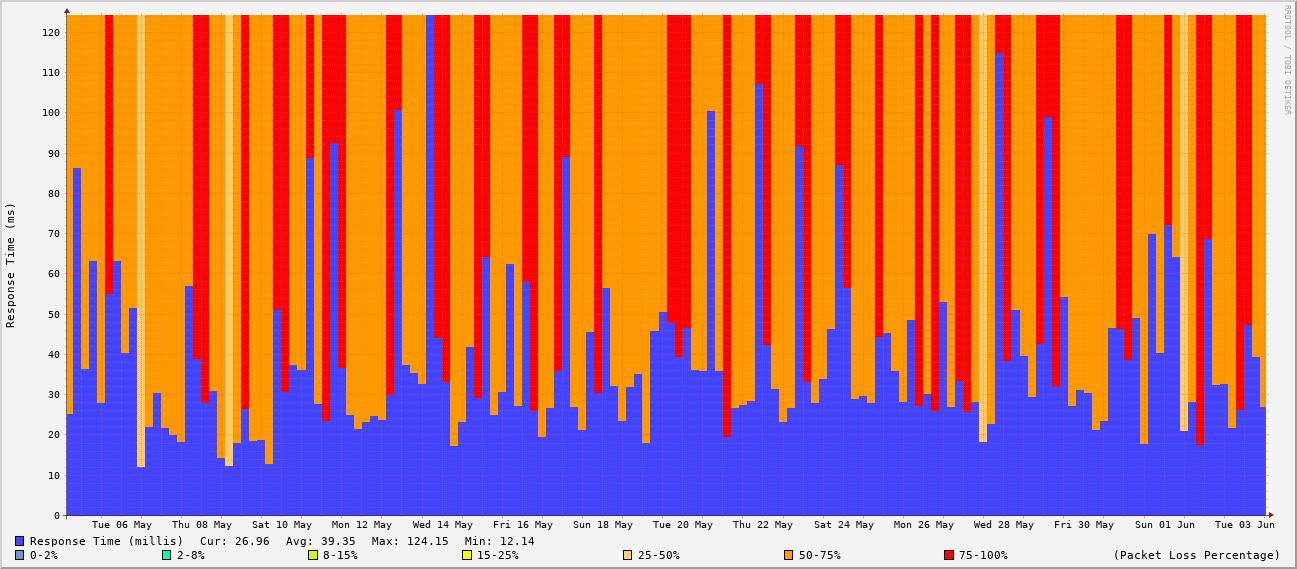 RRDTOOL / TOBI OETIKER
Response Time (ms)
120
110
100
90
80
70
60
50
40
30
20
10
0
Tue 06 May Thu 08 May Sat 10 May Mon 12 May Wed 14 May Fri 16 May Sun 18 May Tue 20 May Thu 22 May Sat 24 May Mon 26 May Wed 28 May Fri 30 May Sun 01 Jun Tue 03 Jun
Response Time (millis) Cur: 26.96 Avg: 39.35 Max: 124.15 Min: 12.14
0-2% 2-8% 8-15% 15-25% 25-50% 50-75% 75-100% (Packet Loss Percentage)